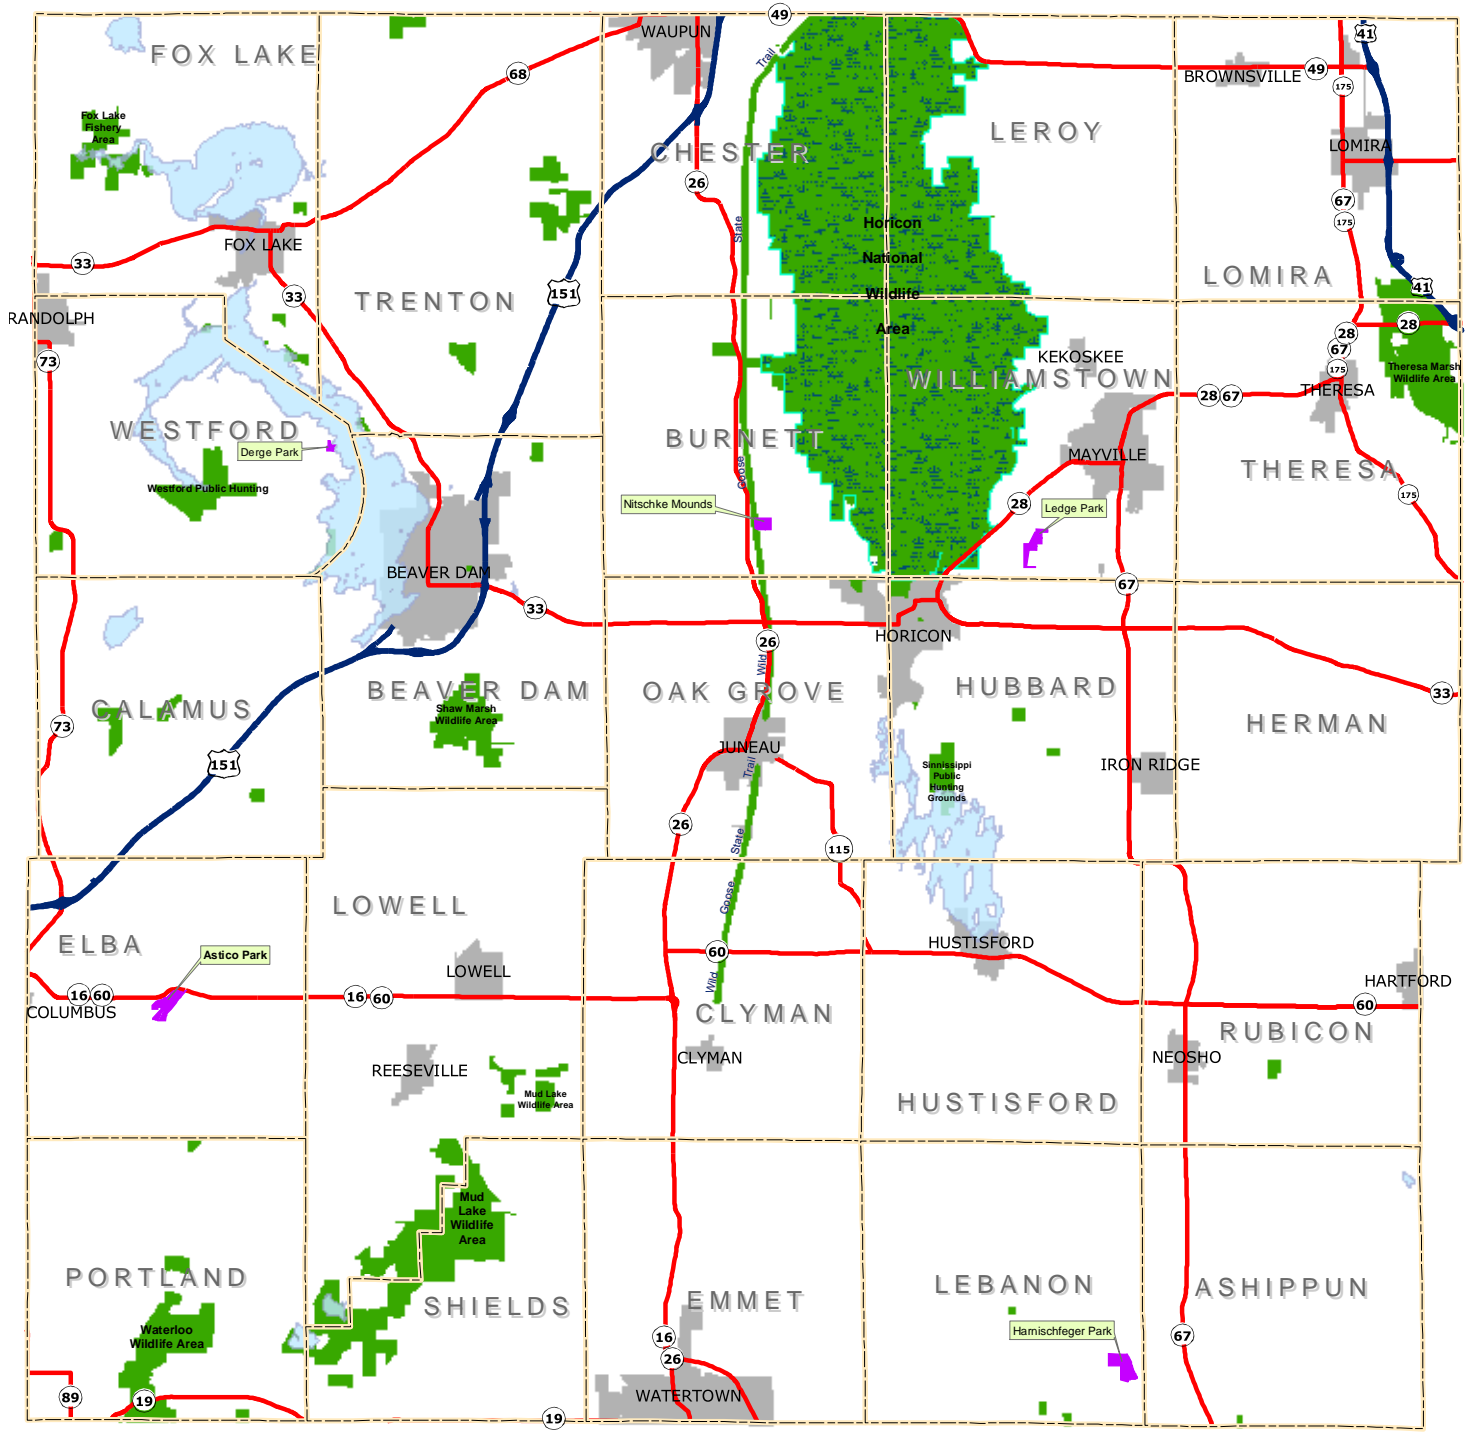 49
WAUPUN
41
FOX LAKE
Trail
68
49
BROWNSVILLE
175
Fox Lake
Fishery
Area
LEROY
CHESTER
LOMIRA
26
67
175
State
Horicon
National
Wildlife
Area
FOX LAKE
33
33
TRENTON
151
LOMIRA
41
RANDOLPH
73
28
28
67
175
KEKOSKEE
WILLIAMSTOWN
THERESA
Theresa Marsh
Wildlife Area
28
67
WESTFORD
Derge Park
BURNETT
MAYVILLE
THERESA
Goose
Westford Public Hunting
Nitschke Mounds
28
Ledge Park
175
BEAVER DAM
33
67
26
HORICON
Wild
BEAVER DAM
OAK GROVE
HUBBARD
33
CALAMUS
Shaw Marsh
Wildlife Area
HERMAN
73
151
JUNEAU
Trail
Sinnissippi
Public
Hunting
Grounds
IRON RIDGE
26
State
115
Goose
LOWELL
ELBA
Astico Park
60
HUSTISFORD
LOWELL
Wild
HARTFORD
16
60
COLUMBUS
16
60
CLYMAN
60
RUBICON
REESEVILLE
CLYMAN
NEOSHO
Mud Lake
Wildlife Area
HUSTISFORD
Mud
Lake
Wildlife
Area
PORTLAND
SHIELDS
EMMET
LEBANON
ASHIPPUN
Waterloo
Wildlife Area
16
26
Harnischfeger Park
67
89
19
WATERTOWN
19